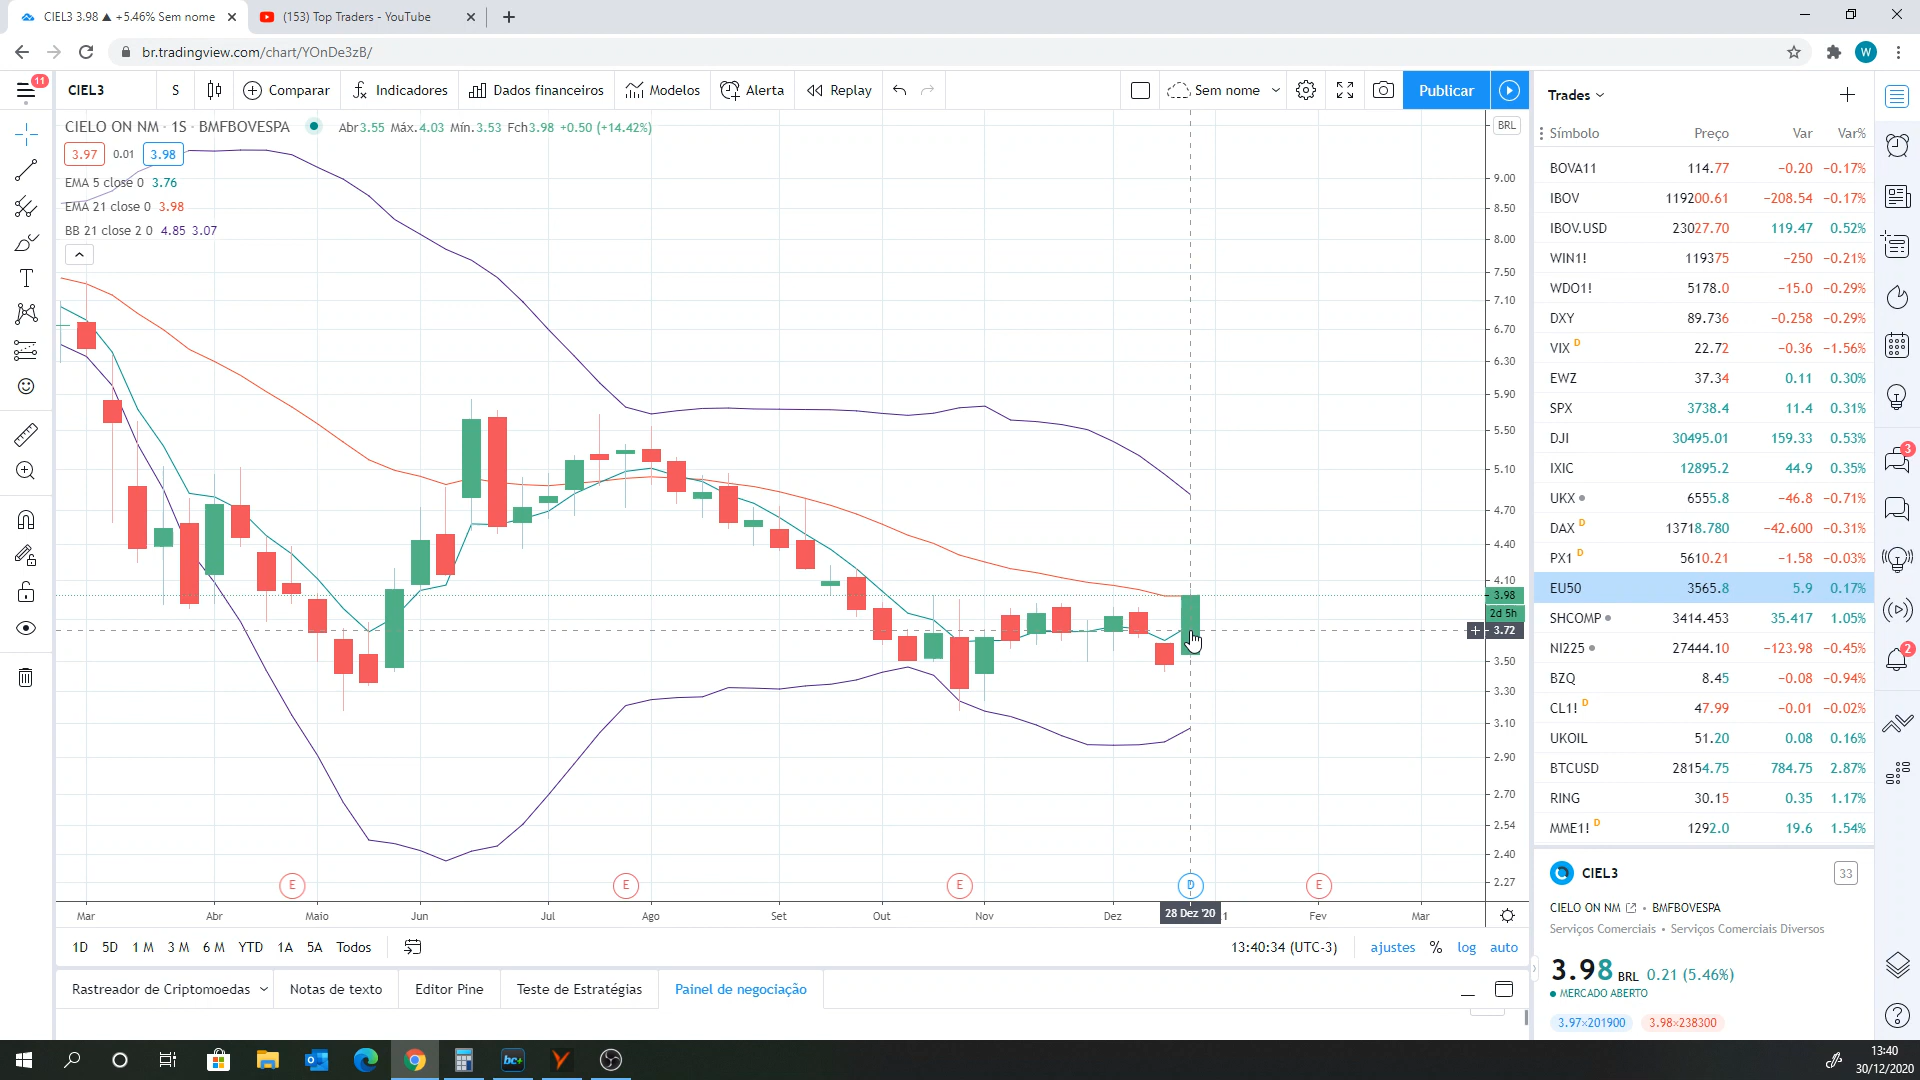 CIEL3 3.98 ▲ +5.46% Sem nome
(153) Top Traders - YouTube
br.tradingview.com/chart/YOnDe3zB/
W
11
CIEL3
S
Comparar
Indicadores
Dados financeiros
Modelos
Alerta
Replay
Sem nome
Publicar
CIELO ON NM · 1S · BMFBOVESPA
Abr3.55 Máx.4.03 Mín.3.53 Fch3.98 +0.50 (+14.42%)
3.97 0.01 3.98
EMA 5 close 0 3.76
EMA 21 close 0 3.98
BB 21 close 2 0 4.85 3.07
BRL
9.00
8.50
8.00
7.50
7.10
6.70
6.30
5.90
5.50
5.10
4.70
4.40
4.10
3.98
2d 5h
3.72
3.50
3.30
3.10
2.90
2.70
2.54
2.40
2.27
E
E
E
D
E
Mar
Abr
Maio
Jun
Jul
Ago
Set
Out
Nov
Dez
28 Dez '20
1
Fev
Mar
1D 5D 1 M 3 M 6 M YTD 1A 5A Todos
13:40:34 (UTC-3)
ajustes % log auto
Rastreador de Criptomoedas
Notas de texto
Editor Pine
Teste de Estratégias
Painel de negociação
Trades
Símbolo Preço Var Var%
BOVA11 114.77 −0.20 −0.17%
IBOV 119200.61 −208.54 −0.17%
IBOV.USD 23027.70 119.47 0.52%
WIN1! 119375 −250 −0.21%
WDO1! 5178.0 −15.0 −0.29%
DXY 89.736 −0.258 −0.29%
VIX D 22.72 −0.36 −1.56%
EWZ 37.34 0.11 0.30%
SPX 3738.4 11.4 0.31%
DJI 30495.01 159.33 0.53%
IXIC 12895.2 44.9 0.35%
UKX 6555.8 −46.8 −0.71%
DAX D 13718.780 −42.600 −0.31%
PX1 D 5610.21 −1.58 −0.03%
EU50 3565.8 5.9 0.17%
SHCOMP 3414.453 35.417 1.05%
NI225 27444.10 −123.98 −0.45%
BZQ 8.45 −0.08 −0.94%
CL1! D 47.99 −0.01 −0.02%
UKOIL 51.20 0.08 0.16%
BTCUSD 28154.75 784.75 2.87%
RING 30.15 0.35 1.17%
MME1! D 1292.0 19.6 1.54%
CIEL3
33
CIELO ON NM • BMFBOVESPA
Serviços Comerciais • Serviços Comerciais Diversos
3.98 BRL 0.21 (5.46%)
MERCADO ABERTO
3.97×201900 3.98×238300
3
2
bc+
13:40
30/12/2020